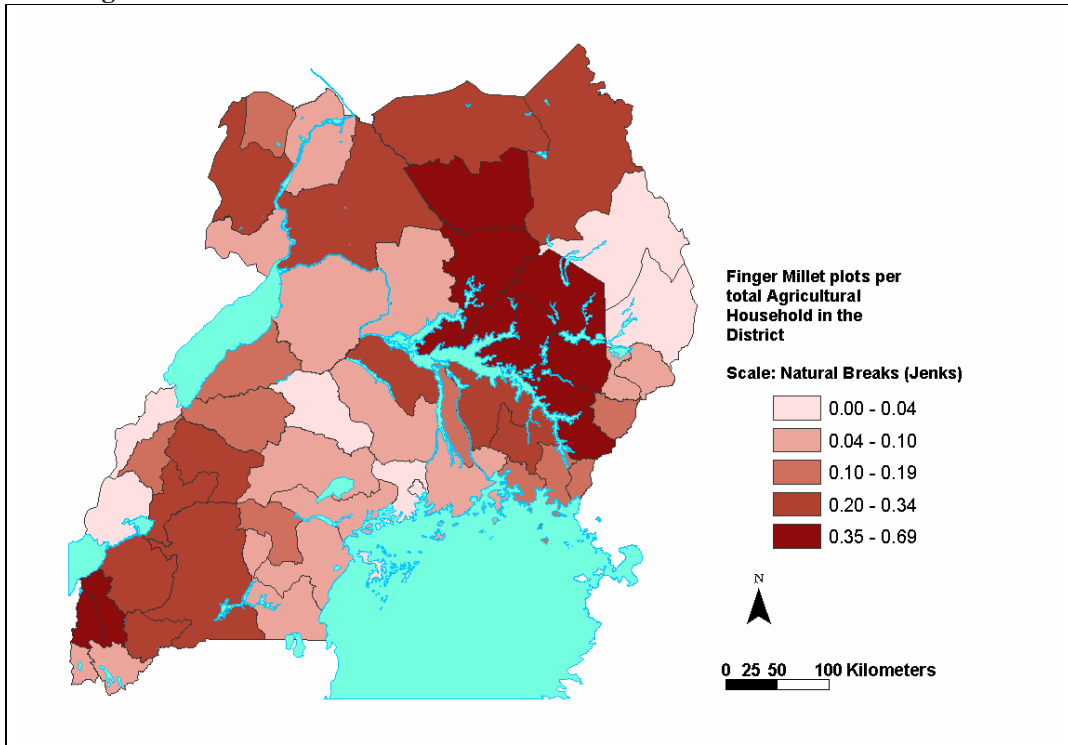 Finger Millet plots per
total Agricultural
Household in the
District
Scale: Natural Breaks (Jenks)
0.00 - 0.04
0.04 - 0.10
0.10 - 0.19
0.20 - 0.34
0.35 - 0.69
N
0 25 50 100 Kilometers